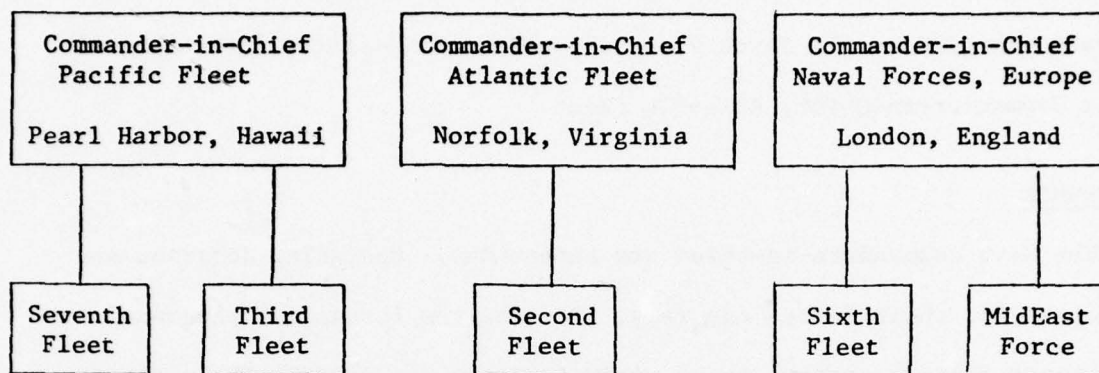 Commander-in-Chief
Pacific Fleet
Pearl Harbor, Hawaii
Commander-in-Chief
Atlantic Fleet
Norfolk, Virginia
Commander-in-Chief
Naval Forces, Europe
London, England
Seventh
Fleet
Third
Fleet
Second
Fleet
Sixth
Fleet
MidEast
Force